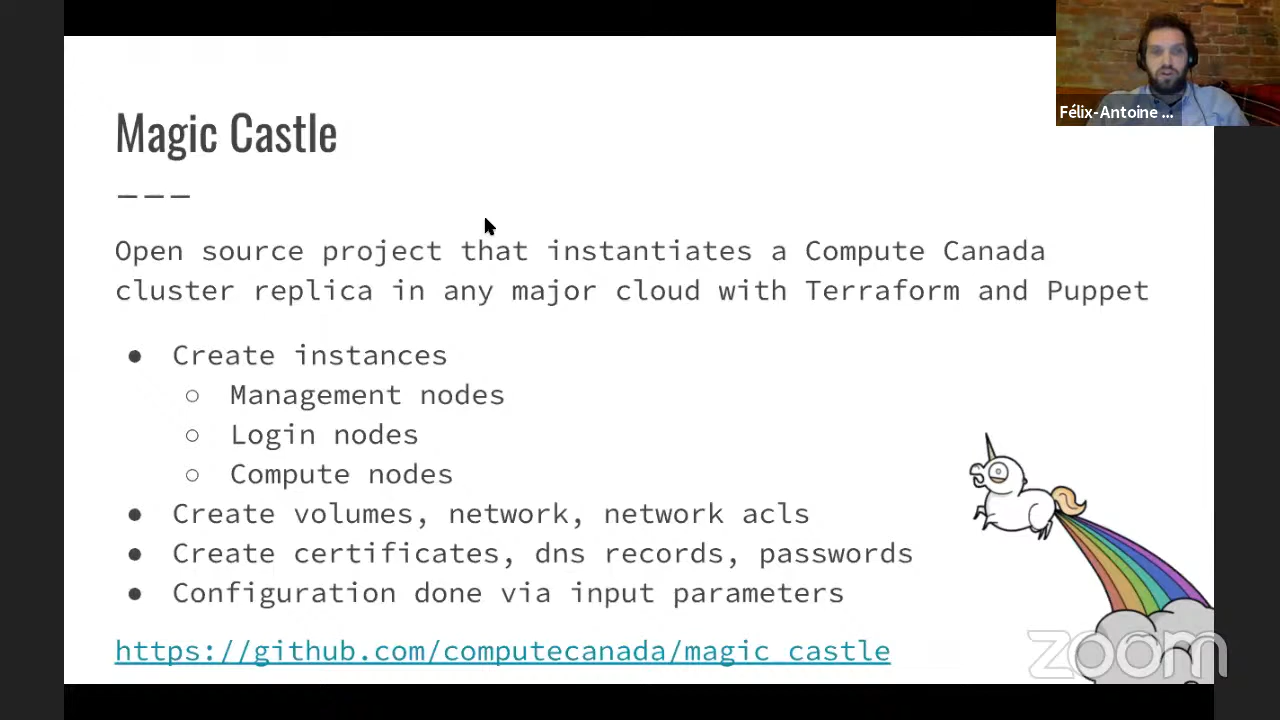 Magic Castle
Open source project that instantiates a Compute Canada
cluster replica in any major cloud with Terraform and Puppet
● Create instances
○ Management nodes
○ Login nodes
○ Compute nodes
● Create volumes, network, network acls
● Create certificates, dns records, passwords
● Configuration done via input parameters
https://github.com/computecanada/magic_castle
Félix-Antoine ...
zoom